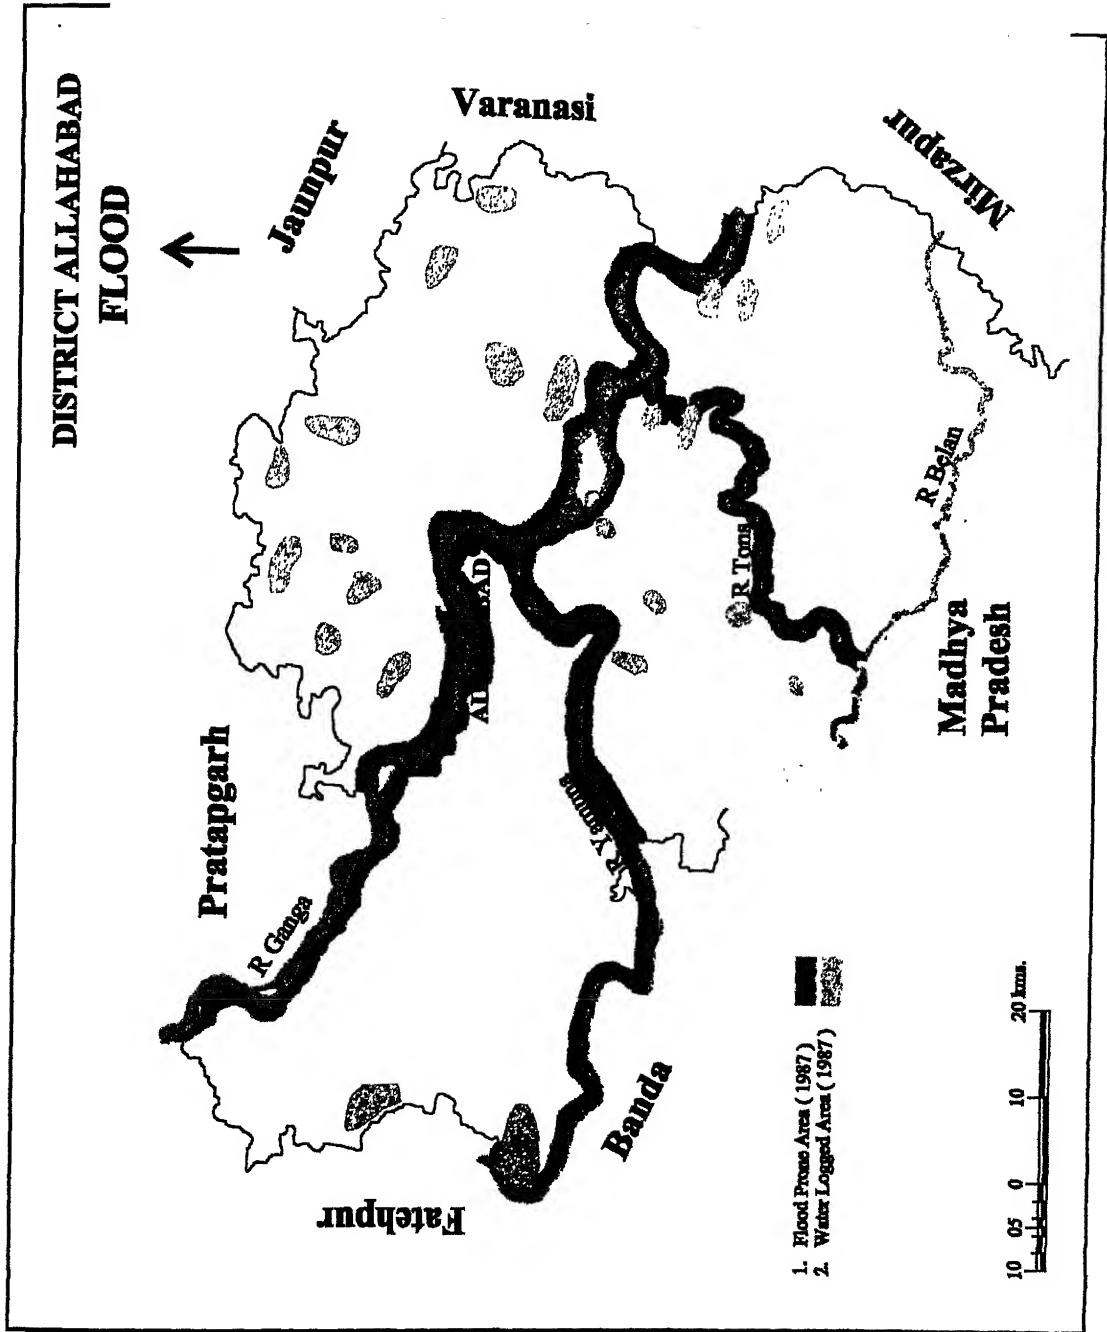 DISTRICT ALLAHABAD
FLOOD
Jaunpur
Varanasi
Mirzapur
Pratapgarh
R Ganga
R Yamuna
R Tons
R Belan
Madhya
Pradesh
Banda
Fatehpur
1. Flood Prone Area ( 1987)
2. Water Logged Area ( 1987)
10 05 0 10 20 kms.